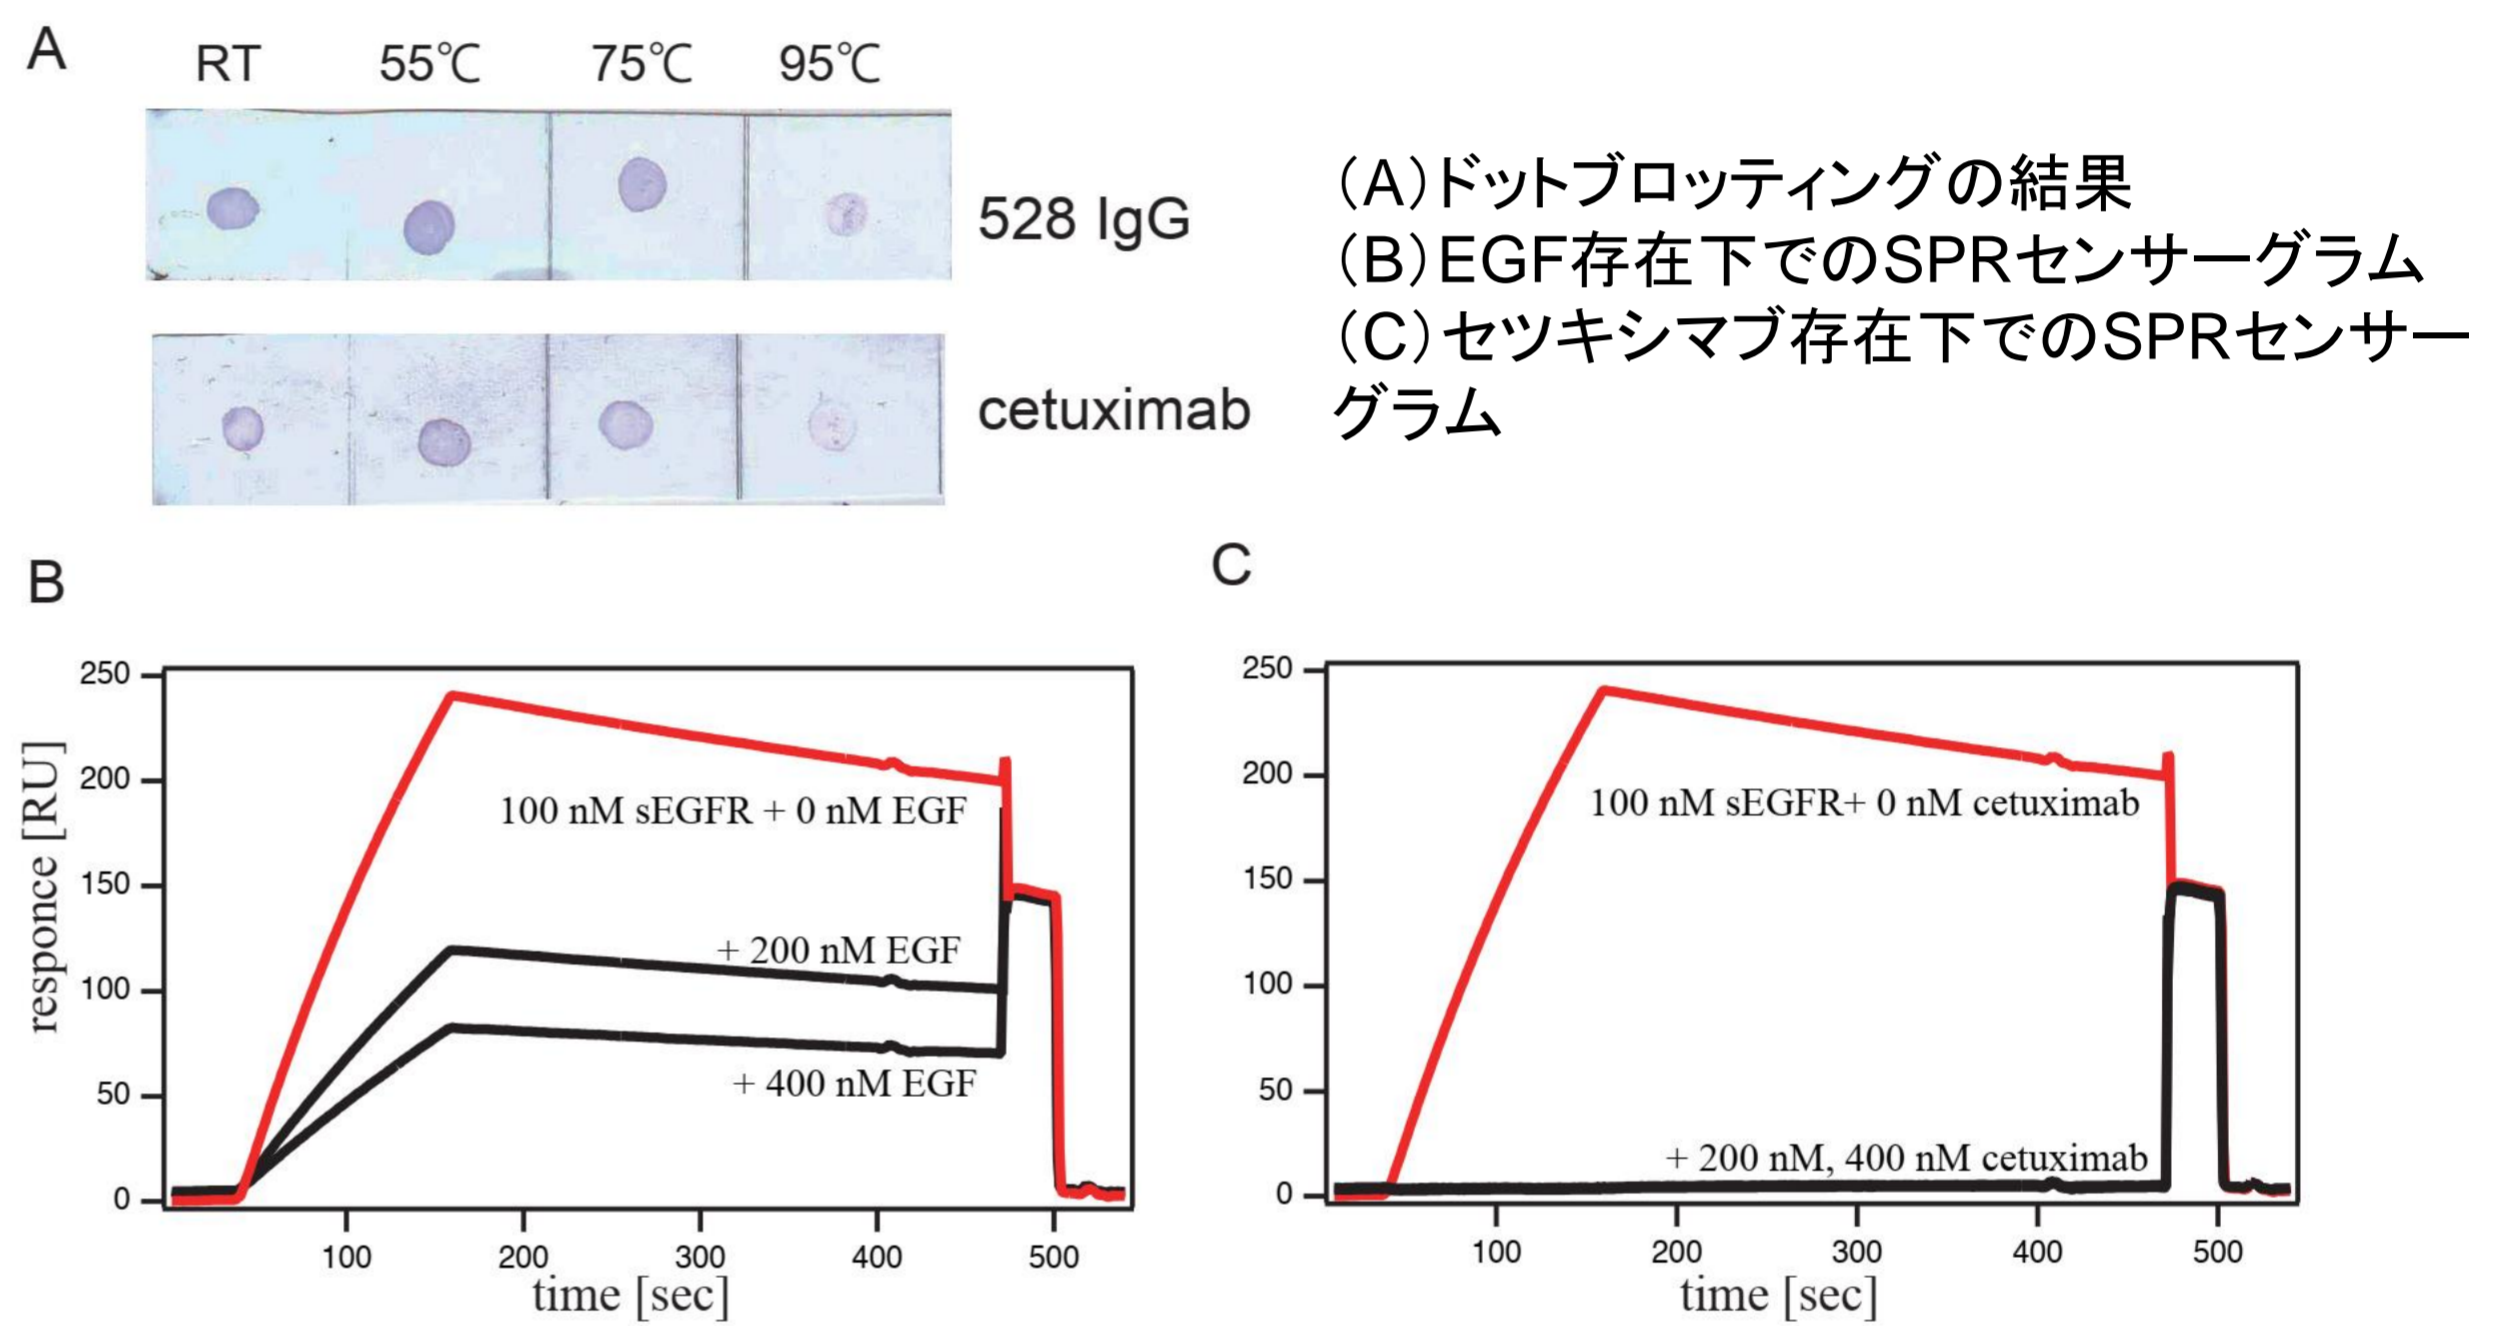 A
RT 55℃ 75℃ 95℃
528 IgG
cetuximab
(A)ドットブロッティングの結果
(B)EGF存在下でのSPRセンサーグラム
(C)セツキシマブ存在下でのSPRセンサー
グラム
B
responce [RU]
250
200
150
100
50
0
100 nM sEGFR + 0 nM EGF
+ 200 nM EGF
+ 400 nM EGF
100 200 300 400 500
time [sec]
C
250
200
150
100
50
0
100 nM sEGFR+ 0 nM cetuximab
+ 200 nM, 400 nM cetuximab
100 200 300 400 500
time [sec]